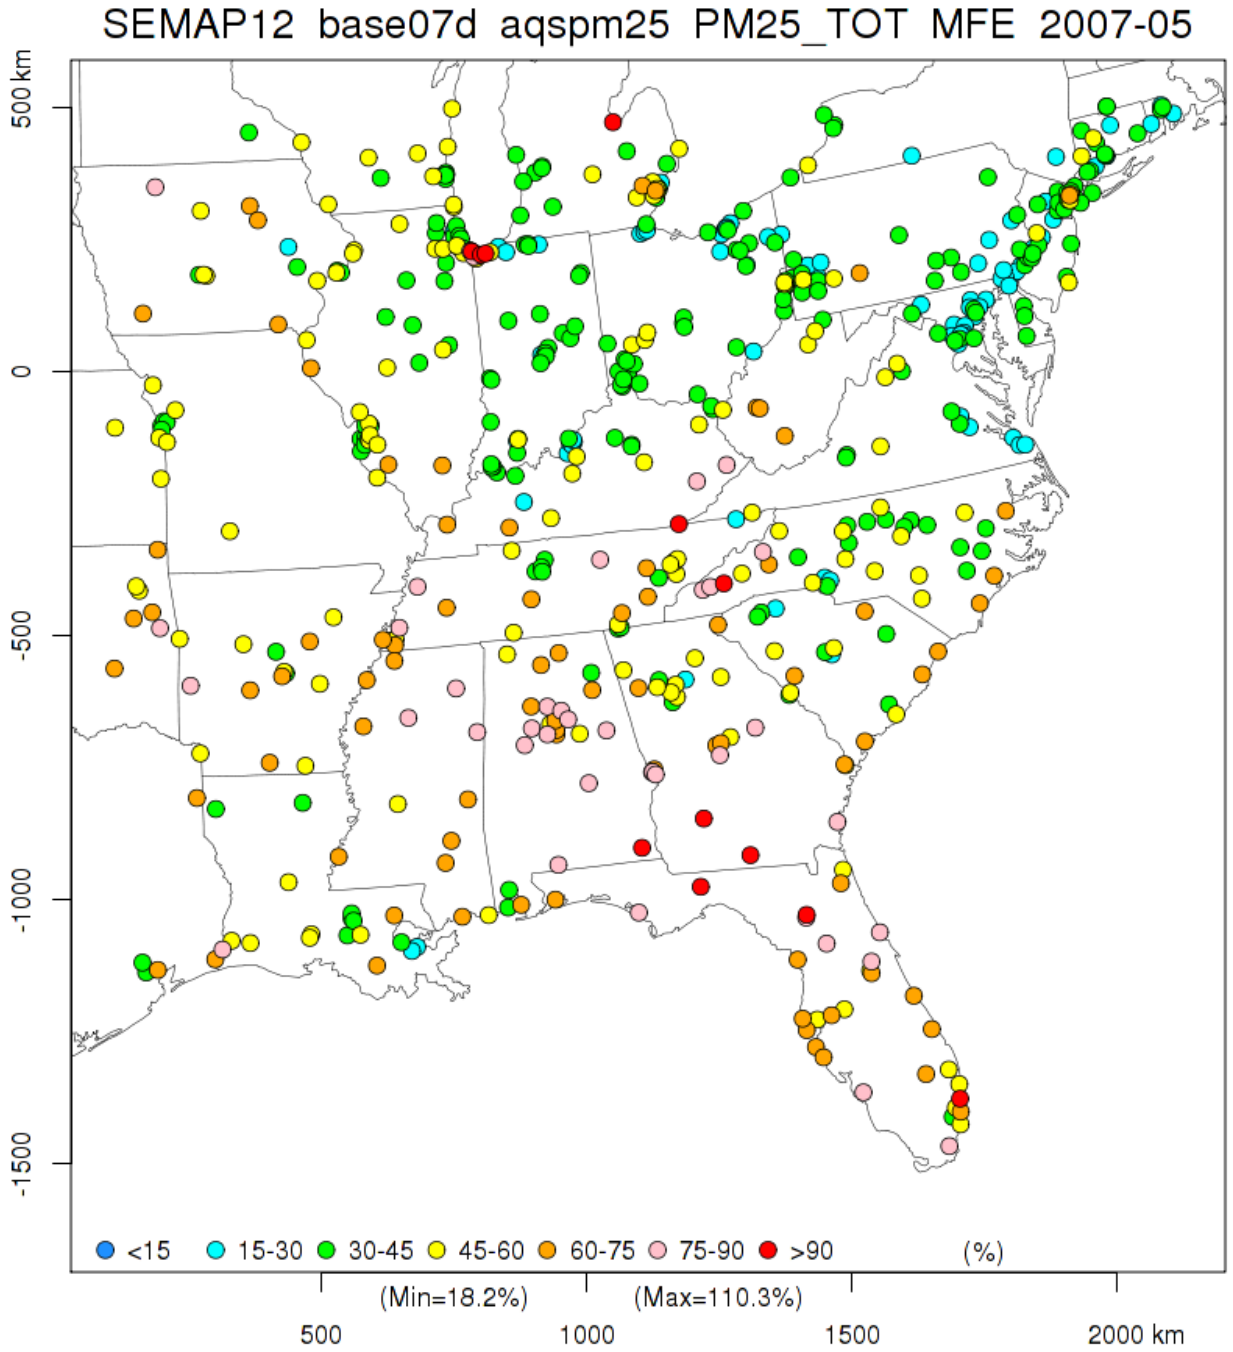 SEMAP12 base07d aqspm25 PM25_TOT MFE 2007-05
500 km
0
-500
-1000
-1500
<15 15-30 30-45 45-60 60-75 75-90 >90 (%)
(Min=18.2%) (Max=110.3%)
500 1000 1500 2000 km